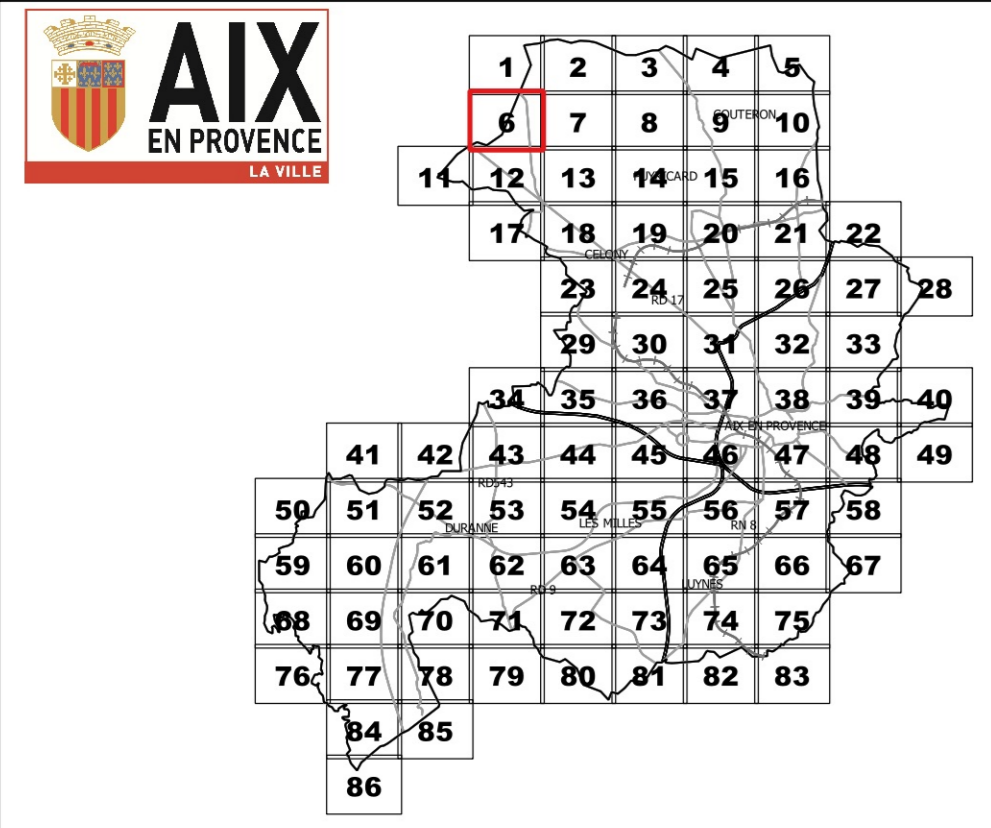 AIX
EN PROVENCE
LA VILLE
1 2 3 4 5
6 7 8 9 10
COUTERON
11 12 13 14 15 16
PUYRICARD
17 18 19 20 21 22
CELONY
23 24 25 26 27 28
RD 17
29 30 31 32 33
34 35 36 37 38 39 40
AIX EN PROVENCE
41 42 43 44 45 46 47 48 49
RD543
50 51 52 53 54 55 56 57 58
DURANNE LES MILLES RN 8
59 60 61 62 63 64 65 66 67
RD 9 LUYNES
68 69 70 71 72 73 74 75
76 77 78 79 80 81 82 83
84 85
86